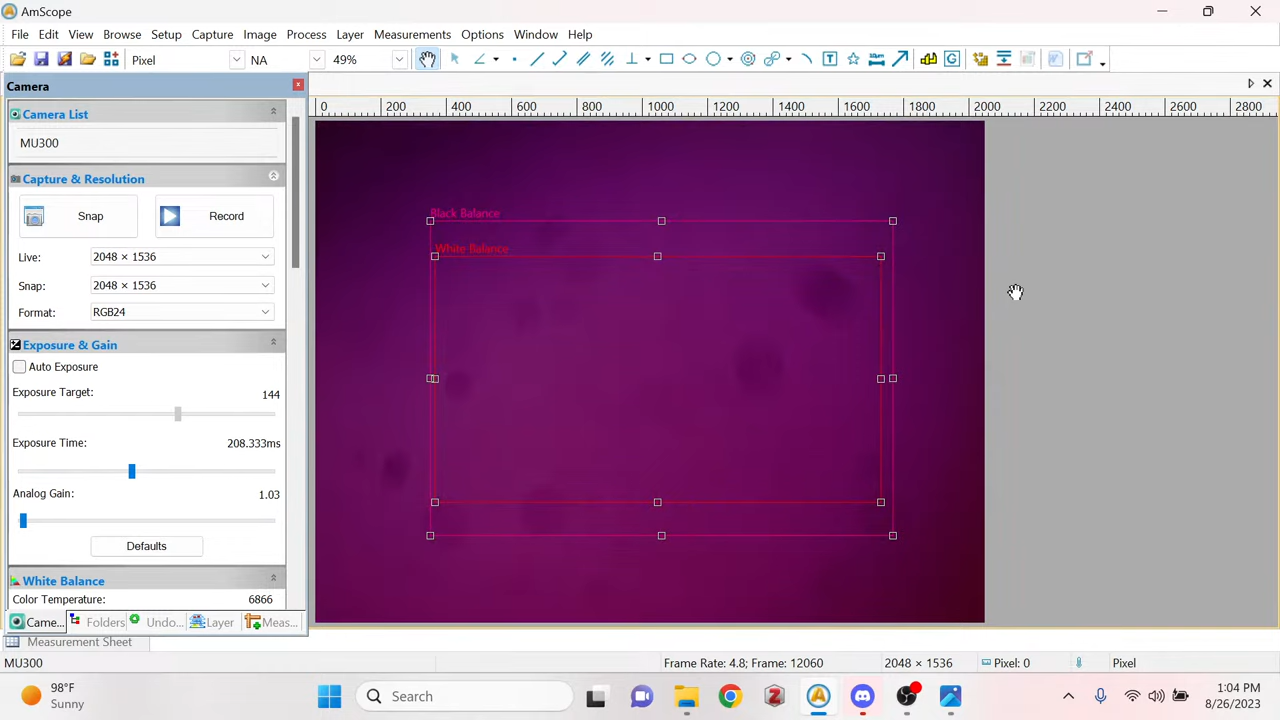 AmScope
File Edit View Browse Setup Capture Image Process Layer Measurements Options Window Help
Pixel NA 49%
Camera
0 200 400 600 800 1000 1200 1400 1600 1800 2000 2200 2400 2600 2800
Camera List
MU300
Capture & Resolution
Snap Record
Live: 2048 × 1536
Snap: 2048 × 1536
Format: RGB24
Exposure & Gain
Auto Exposure
Exposure Target: 144
Exposure Time: 208.333ms
Analog Gain: 1.03
Defaults
White Balance
Color Temperature: 6866
Black Balance
White Balance
Came... Folders Undo... Layer Meas...
Measurement Sheet
MU300 Frame Rate: 4.8; Frame: 12060 2048 × 1536 Pixel: 0 Pixel
98°F
Sunny
Search
1:04 PM
8/26/2023